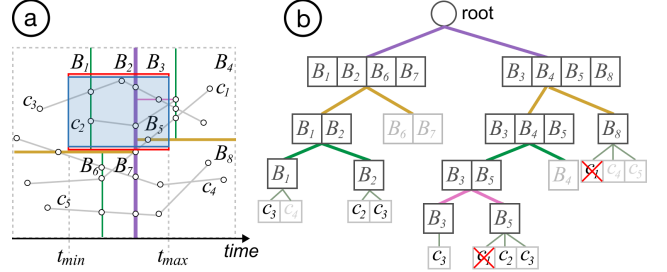 a
B1 B2 B3 B4
c3 c1
c2 B5
B6 B7 B8
c5 c4
tmin tmax time
b
root
B1 B2 B6 B7 B3 B4 B5 B8
B1 B2 B6 B7 B3 B4 B5 B8
B1 B2 B3 B5 B4 c1 c4 c5
c3 c4 c2 c3 B3 B5
c3 c1 c2 c3